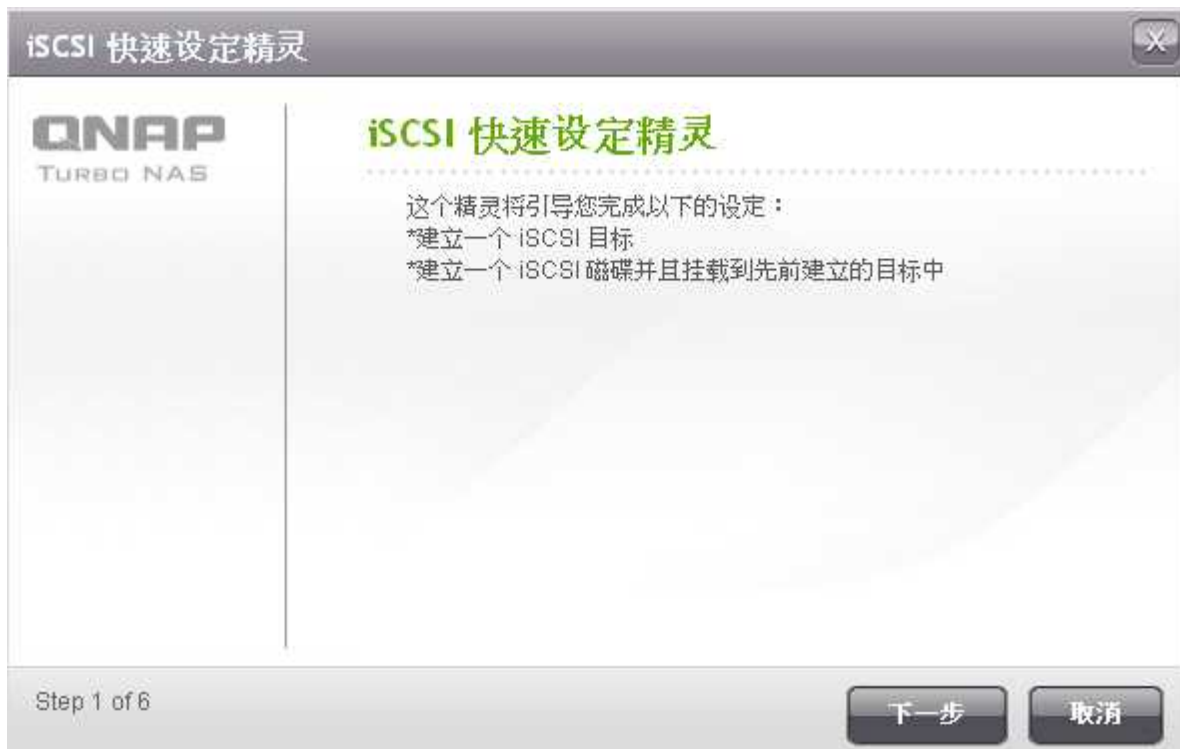 iSCSI 快速设定精灵
QNAP
TURBO NAS
iSCSI 快速设定精灵
这个精灵将引导您完成以下的设定：
*建立一个 iSCSI 目标
*建立一个 iSCSI 磁碟并且挂载到先前建立的目标中
Step 1 of 6
下一步
取消